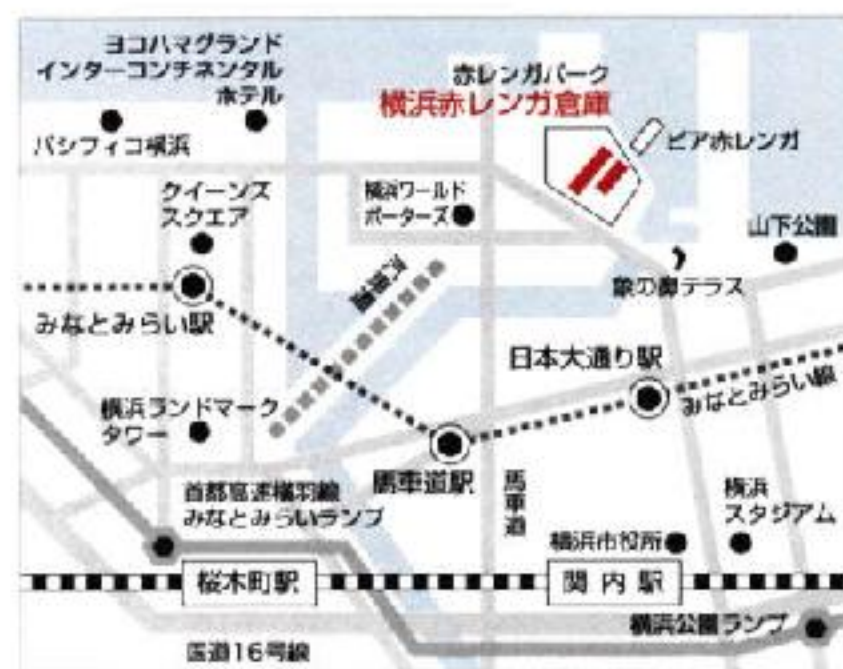 ヨコハマグランド
インターコンチネンタル
ホテル
パシフィコ横浜
赤レンガパーク
横浜赤レンガ倉庫
ピア赤レンガ
クイーンズ
スクエア
横浜ワールド
ポーターズ
山下公園
象の鼻テラス
汽車道
みなとみらい駅
日本大通り駅
みなとみらい線
横浜ランドマーク
タワー
馬車道駅
馬車道
首都高速横羽線
みなとみらいランプ
横浜
スタジアム
横浜市役所
桜木町駅
関内駅
横浜公園ランプ
国道16号線